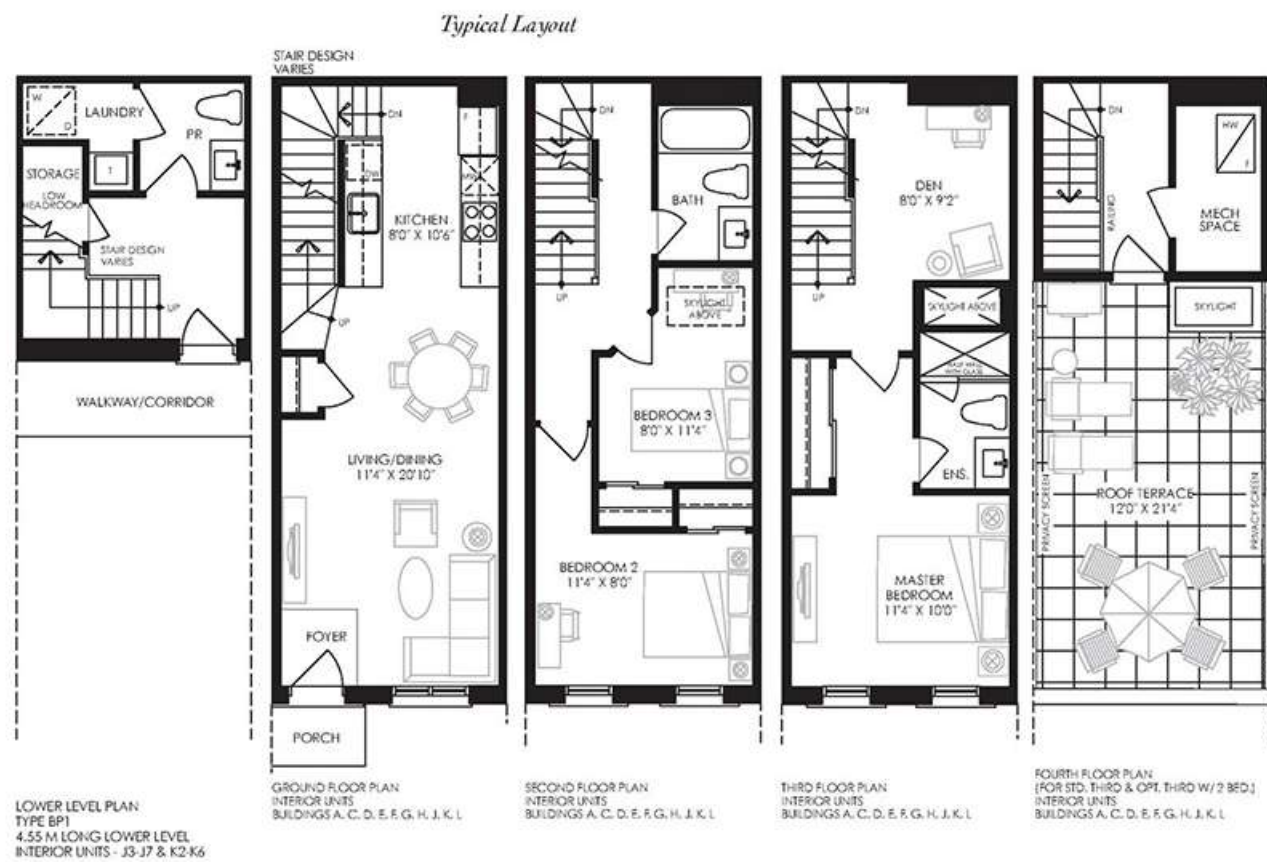 Typical Layout
W
D
LAUNDRY
PR
STORAGE
LOW
HEADROOM
T
STAIR DESIGN
VARIES
UP
WALKWAY/CORRIDOR
LOWER LEVEL PLAN
TYPE BP1
4.55 M LONG LOWER LEVEL
INTERIOR UNITS - J3-J7 & K2-K6
STAIR DESIGN
VARIES
DN
F
DW
MW
KITCHEN
8'0" X 10'6"
UP
LIVING/DINING
11'4" X 20'10"
FOYER
PORCH
GROUND FLOOR PLAN
INTERIOR UNITS
BUILDINGS A, C, D, E, F, G, H, J, K, L
DN
BATH
UP
SKYLIGHT
ABOVE
BEDROOM 3
8'0" X 11'4"
BEDROOM 2
11'4" X 8'0"
SECOND FLOOR PLAN
INTERIOR UNITS
BUILDINGS A, C, D, E, F, G, H, J, K, L
DN
DEN
8'0" X 9'2"
UP
SKYLIGHT ABOVE
HALF WALL
WITH GLASS
ENS.
MASTER
BEDROOM
11'4" X 10'0"
THIRD FLOOR PLAN
INTERIOR UNITS
BUILDINGS A, C, D, E, F, G, H, J, K, L
DN
HW
F
RAILING
MECH
SPACE
SKYLIGHT
PRIVACY SCREEN
ROOF TERRACE
12'0" X 21'4"
PRIVACY SCREEN
FOURTH FLOOR PLAN
(FOR STD. THIRD & OPT. THIRD W/ 2 BED.)
INTERIOR UNITS
BUILDINGS A, C, D, E, F, G, H, J, K, L